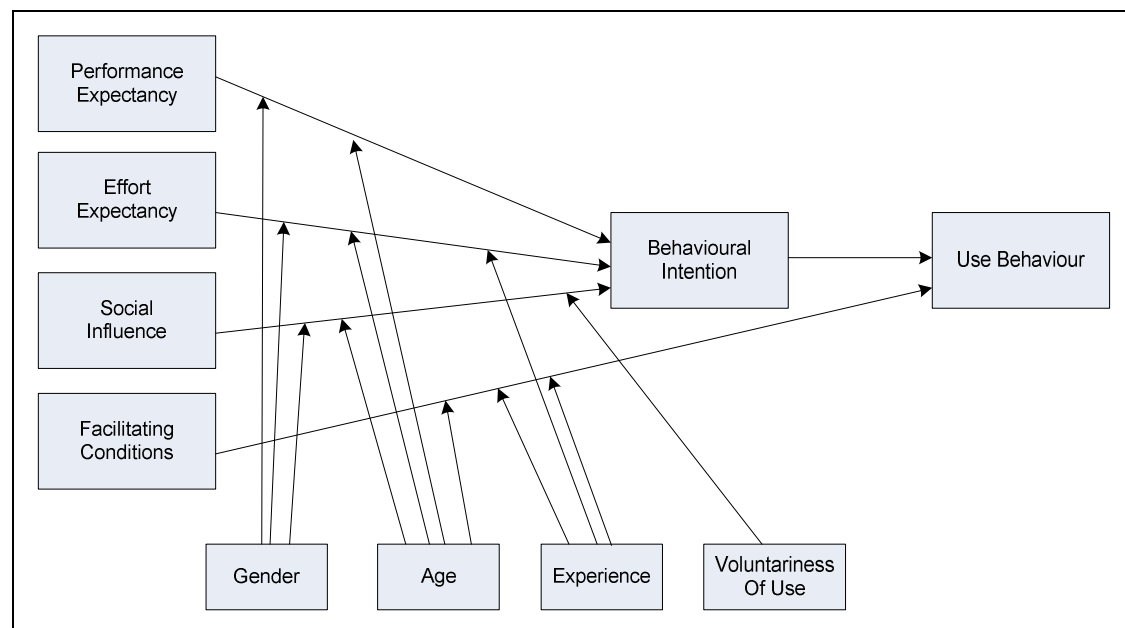 Performance
Expectancy
Effort
Expectancy
Social
Influence
Facilitating
Conditions
Behavioural
Intention
Use Behaviour
Gender
Age
Experience
Voluntariness
Of Use